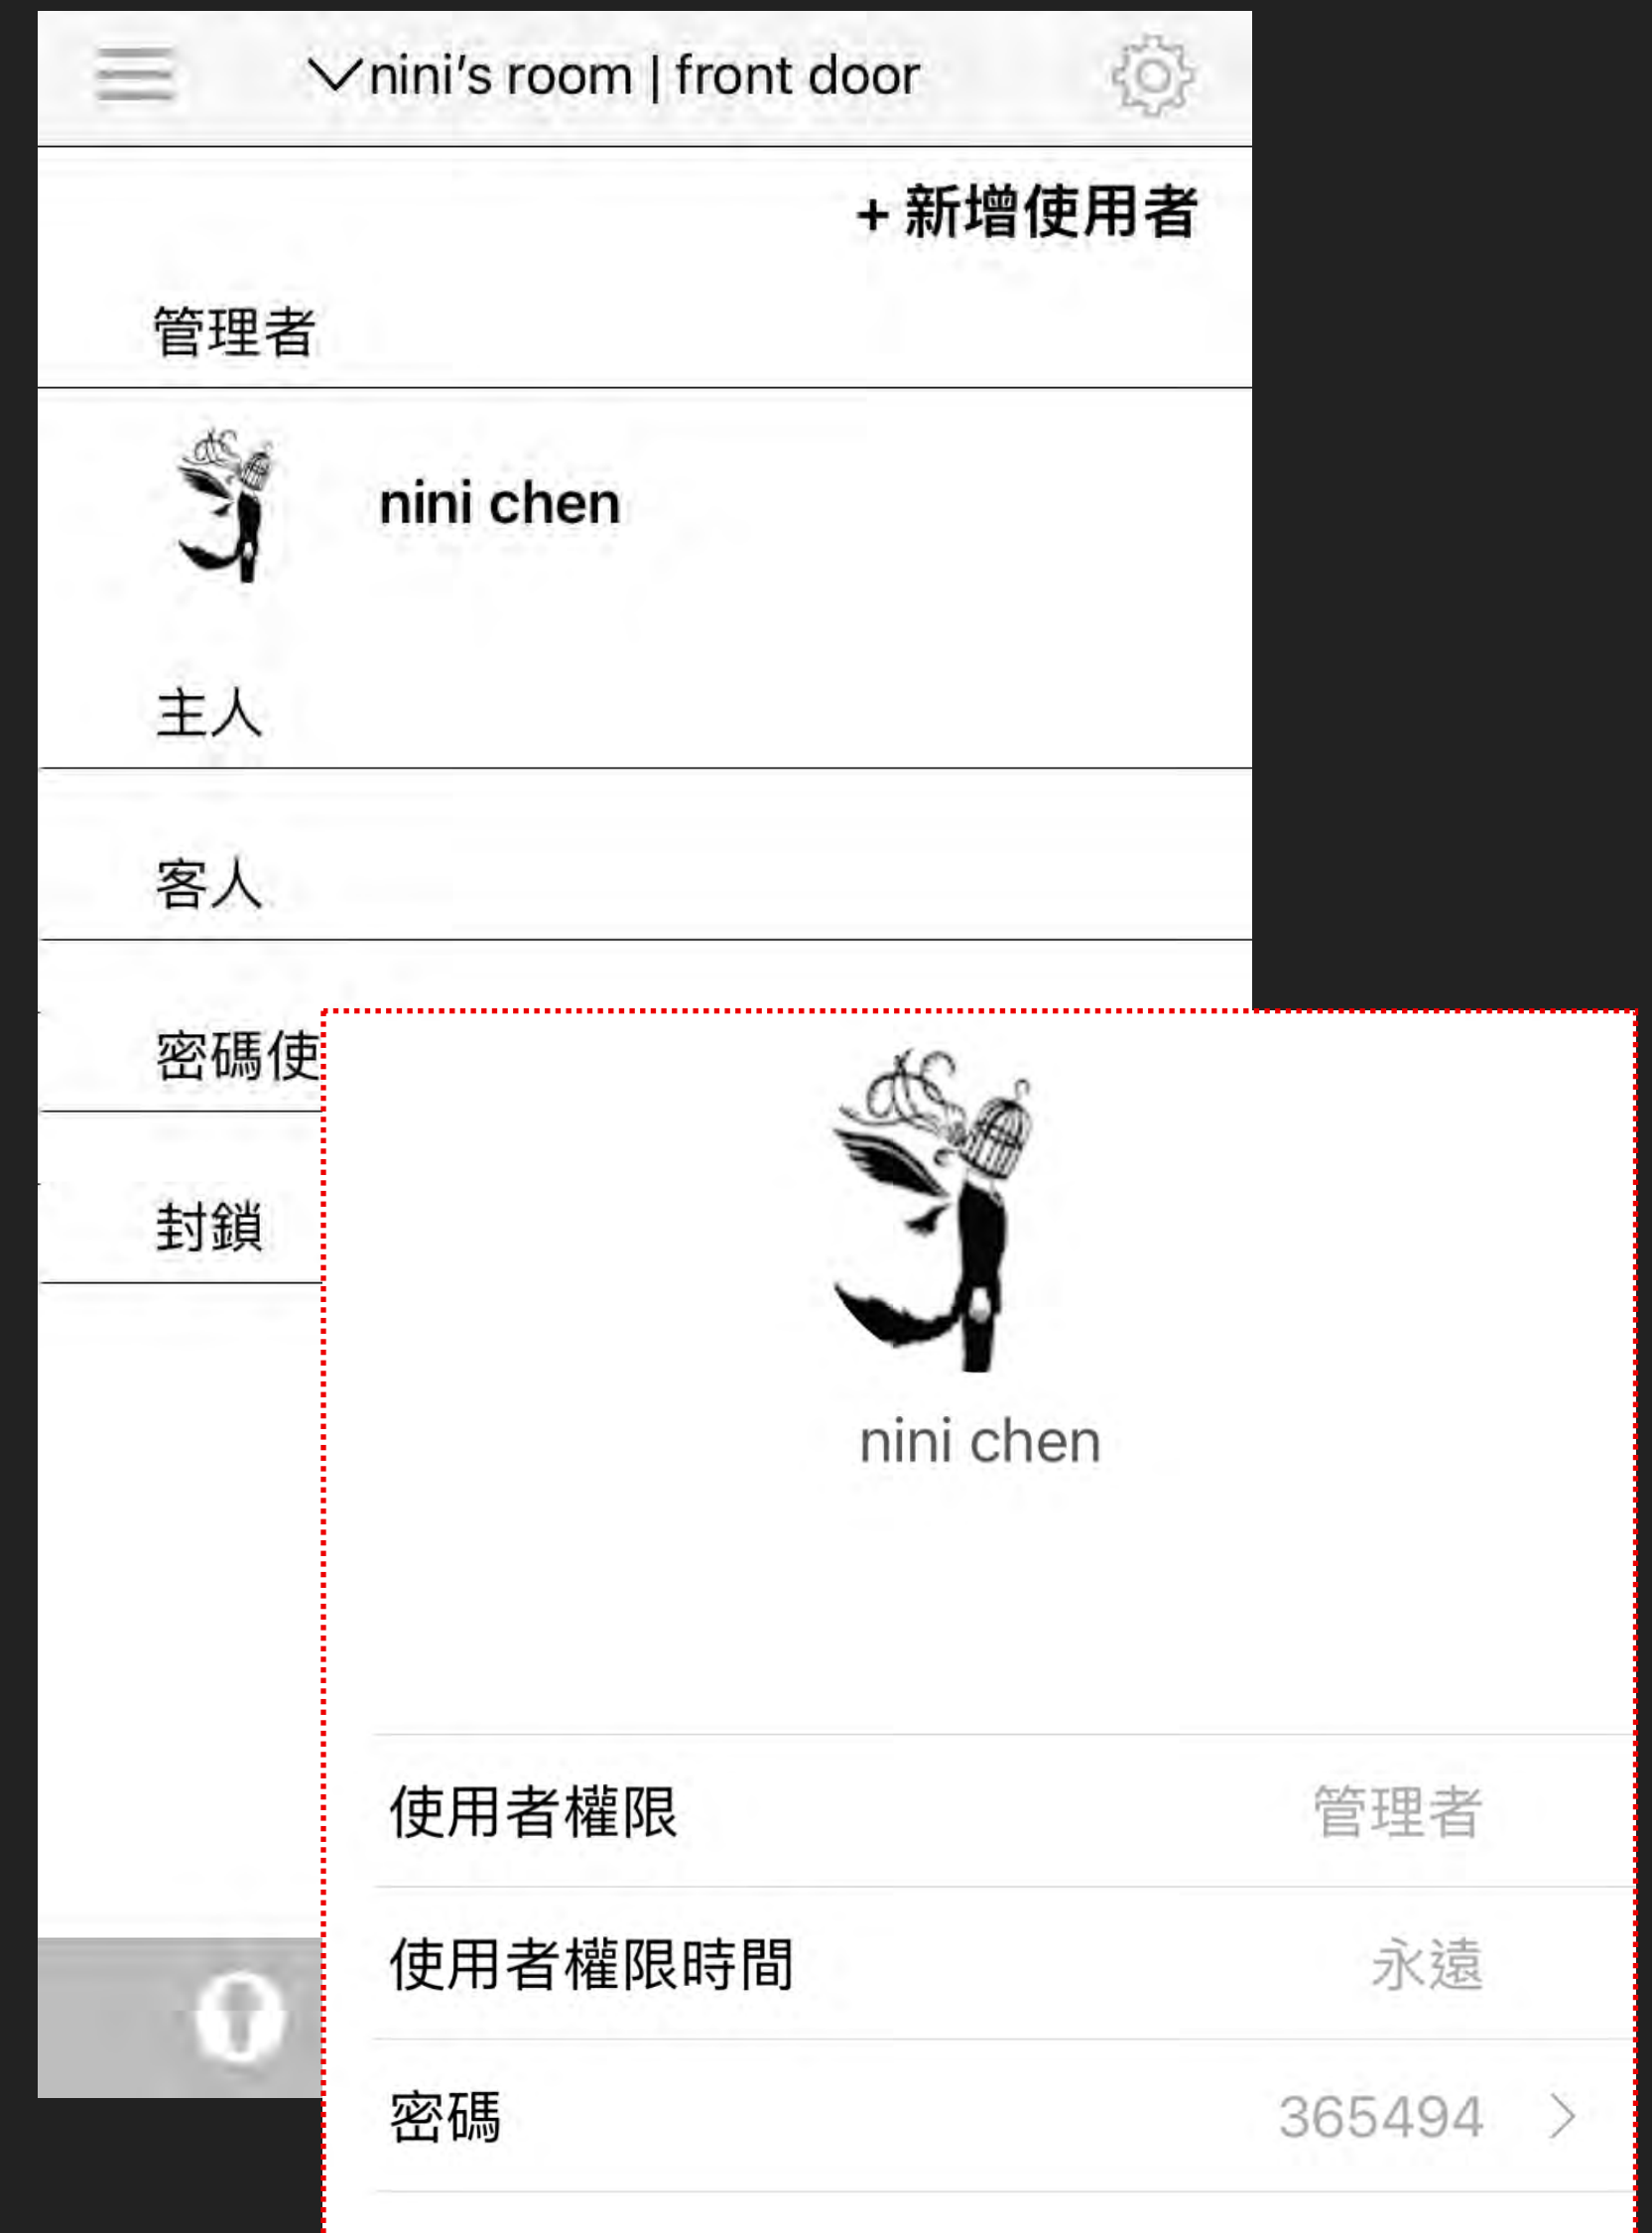 nini's room | front door
+ 新增使用者
管理者
nini chen
主人
客人
密碼使
封鎖
nini chen
使用者權限 管理者
使用者權限時間 永遠
密碼 365494